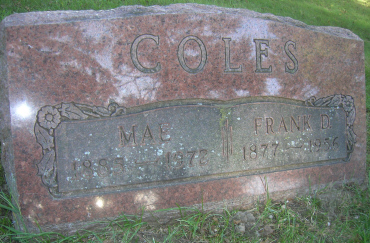 COLES
MAE FRANK D.
1877 - 1956